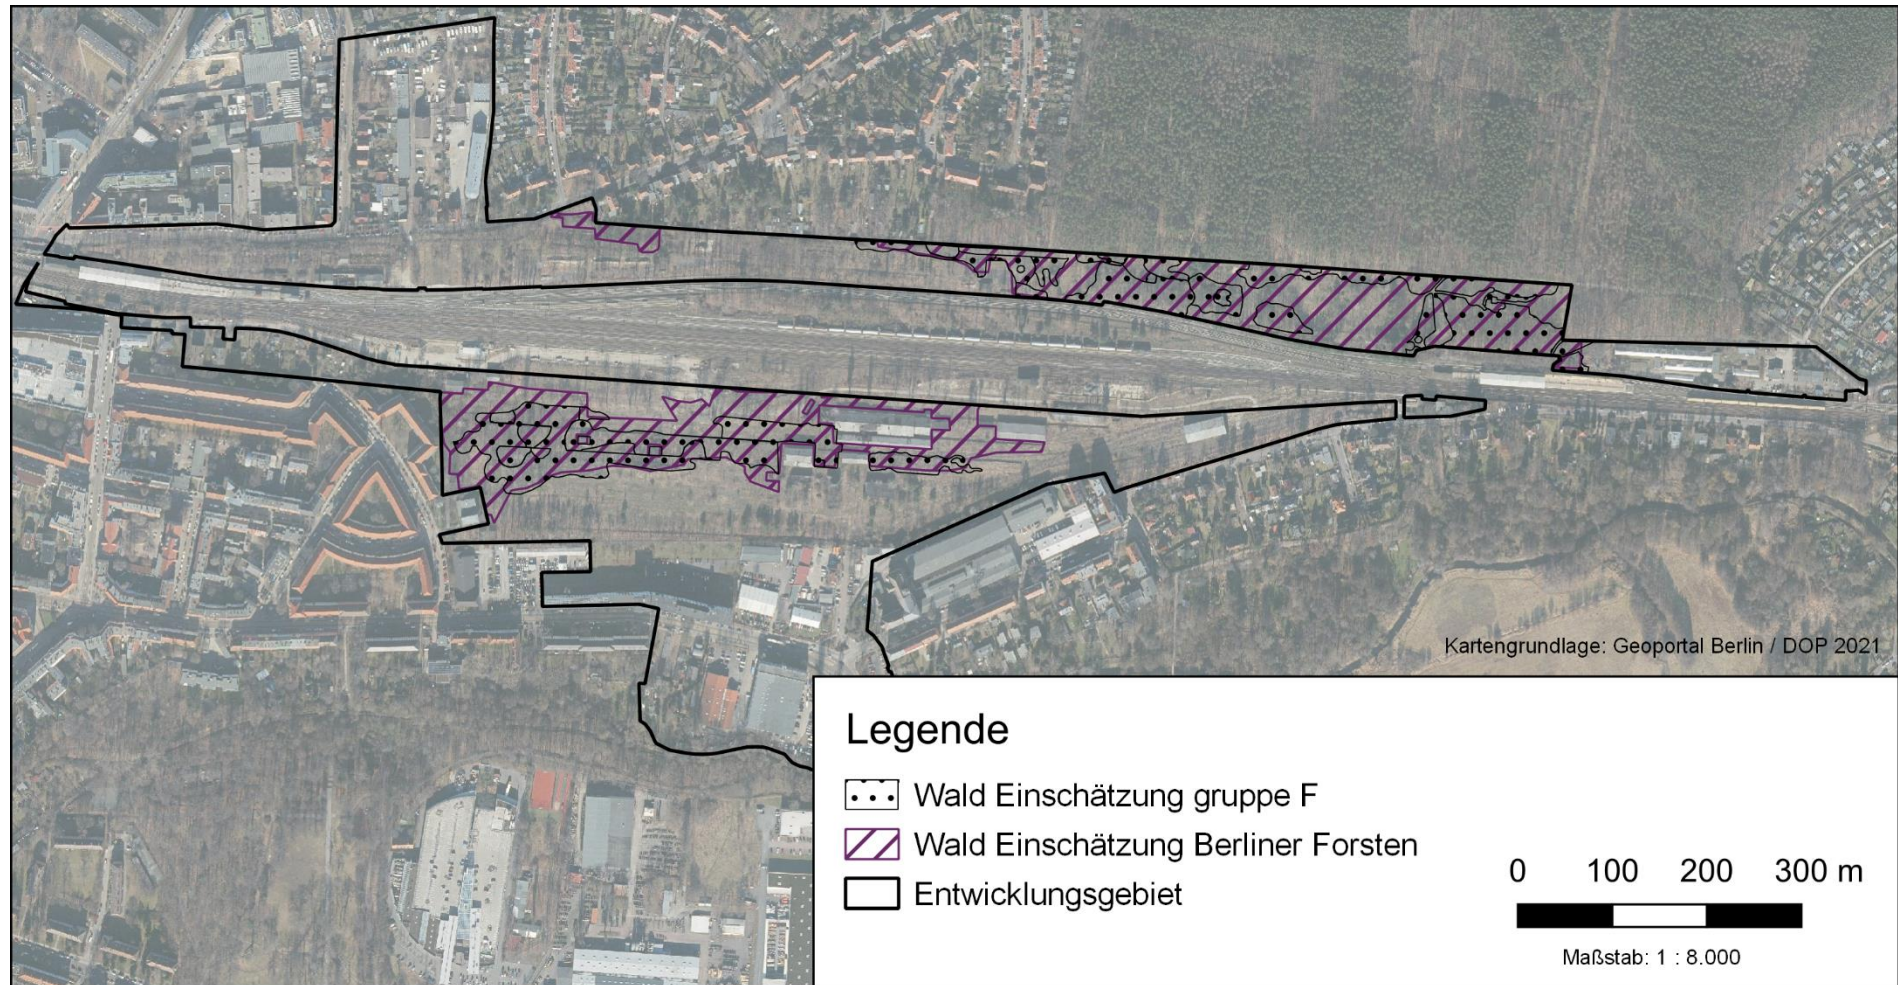 Kartengrundlage: Geoportal Berlin / DOP 2021
Legende
Wald Einschätzung gruppe F
Wald Einschätzung Berliner Forsten
Entwicklungsgebiet
0 100 200 300 m
Maßstab: 1 : 8.000